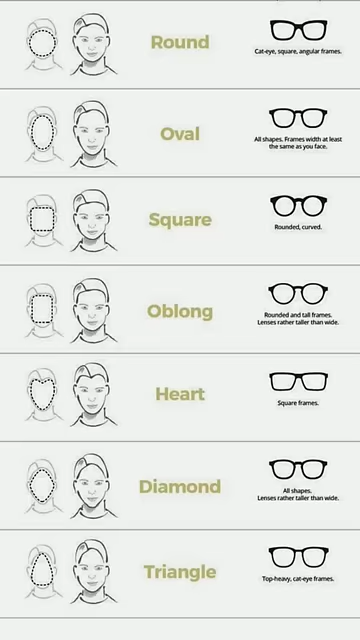 Round
Cat-eye, square, angular frames.
Oval
All shapes. Frames width at least
the same as you face.
Square
Rounded, curved.
Oblong
Rounded and tall frames.
Lenses rather taller than wide.
Heart
Square frames.
Diamond
All shapes.
Lenses rather taller than wide.
Triangle
Top-heavy, cat-eye frames.